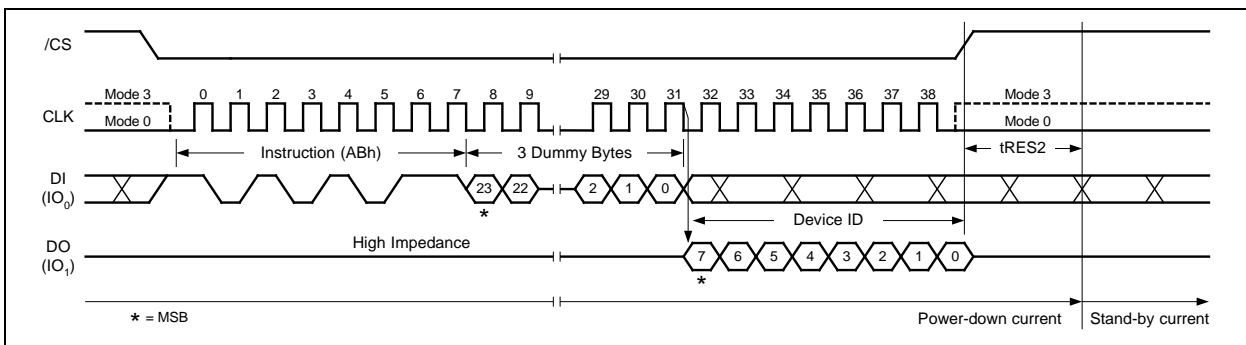 /CS
Mode 3 0 1 2 3 4 5 6 7 8 9 29 30 31 32 33 34 35 36 37 38 Mode 3
CLK
Mode 0 Mode 0
Instruction (ABh) 3 Dummy Bytes tRES2
DI
(IO0)
23 22 2 1 0
*
Device ID
DO
(IO1)
High Impedance
7 6 5 4 3 2 1 0
*
* = MSB
Power-down current Stand-by current